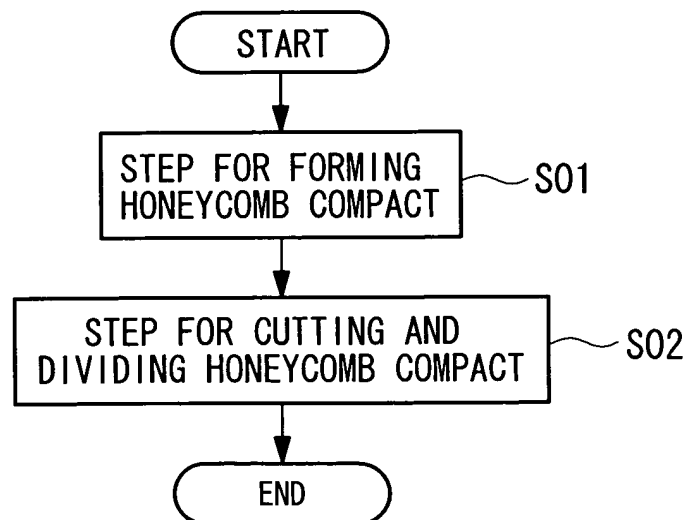 START
STEP FOR FORMING
HONEYCOMB COMPACT
S01
STEP FOR CUTTING AND
DIVIDING HONEYCOMB COMPACT
S02
END